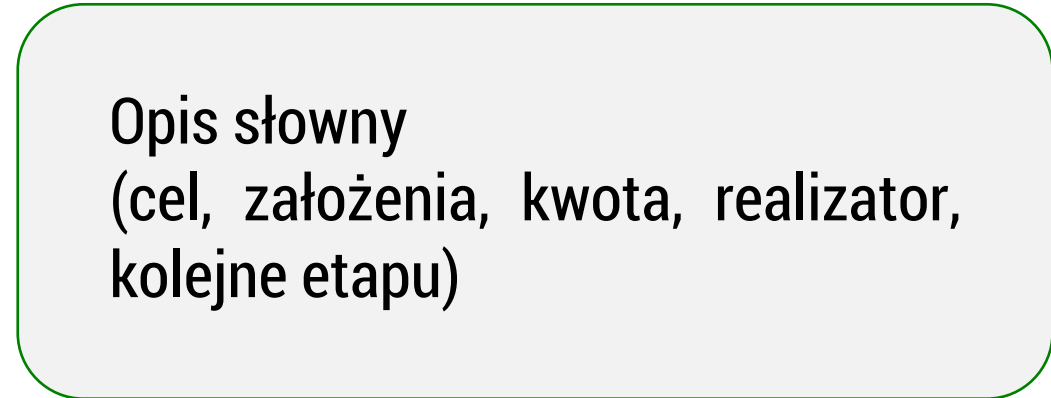 Opis słowny
(cel, założenia, kwota, realizator,
kolejne etapu)